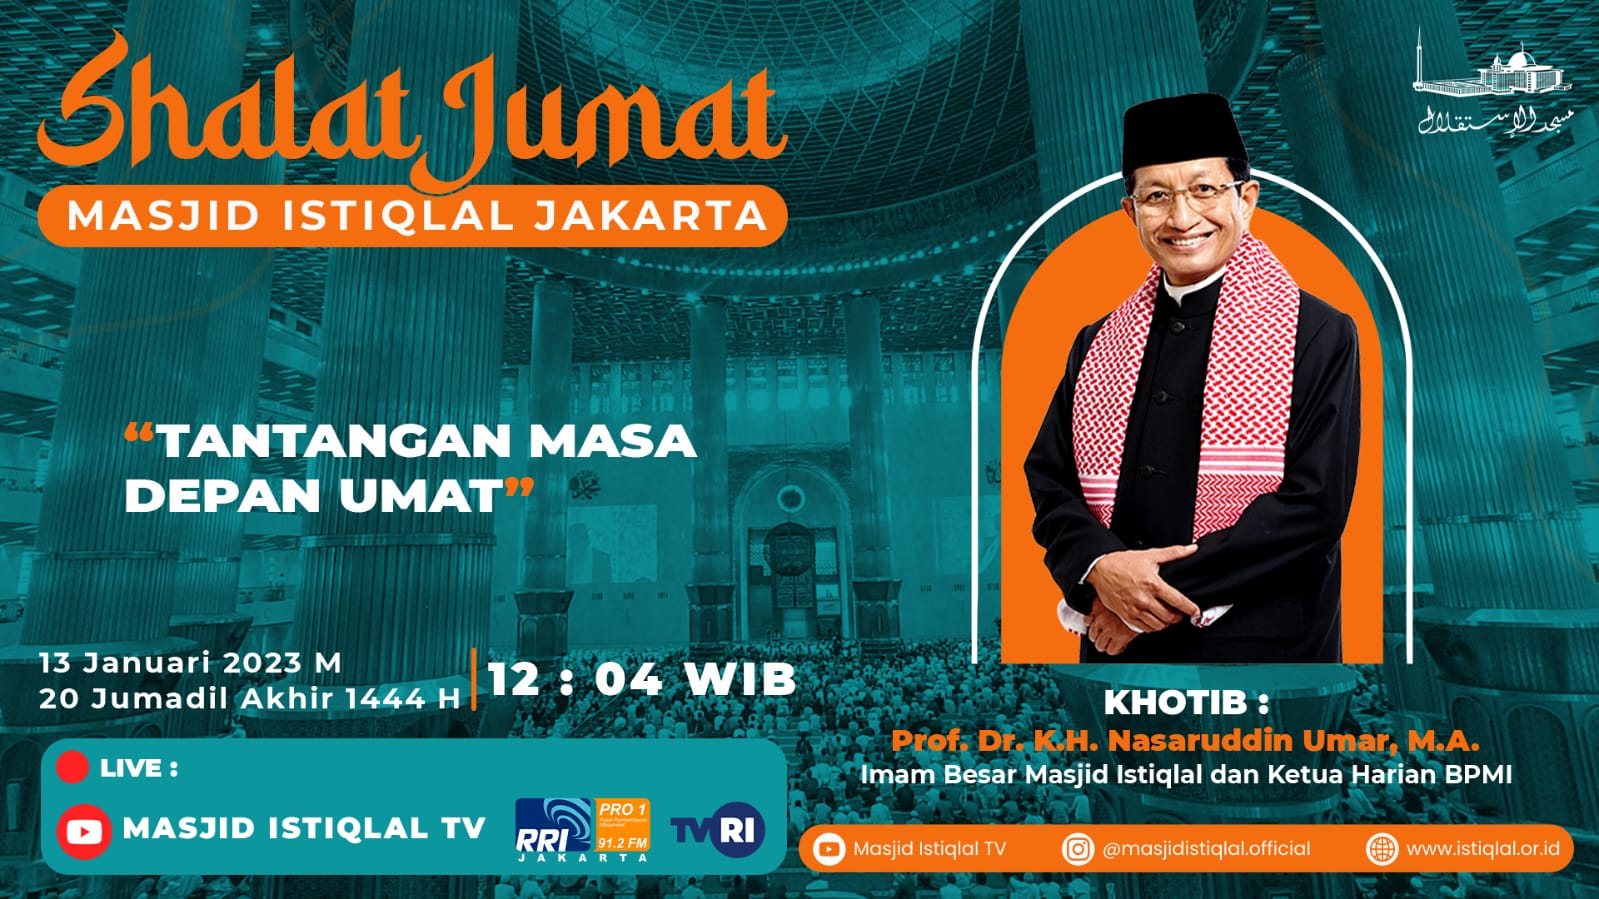 Shalat Jumat
MASJID ISTIQLAL JAKARTA
مسجد الإستقلال
“TANTANGAN MASA
DEPAN UMAT”
13 Januari 2023 M
20 Jumadil Akhir 1444 H
12 : 04 WIB
LIVE :
MASJID ISTIQLAL TV
RRI
JAKARTA
PRO 1
91.2 FM
TVRI
KHOTIB :
Prof. Dr. K.H. Nasaruddin Umar, M.A.
Imam Besar Masjid Istiqlal dan Ketua Harian BPMI
Masjid Istiqlal TV
@masjidistiqlal.official
www.istiqlal.or.id